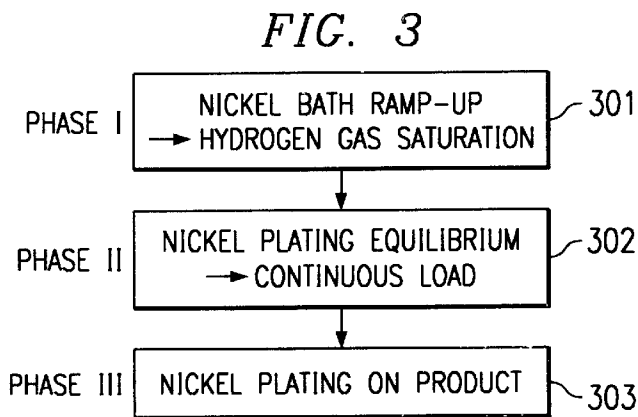 FIG. 3
PHASE I
NICKEL BATH RAMP-UP
→ HYDROGEN GAS SATURATION
301
PHASE II
NICKEL PLATING EQUILIBRIUM
→ CONTINUOUS LOAD
302
PHASE III
NICKEL PLATING ON PRODUCT
303